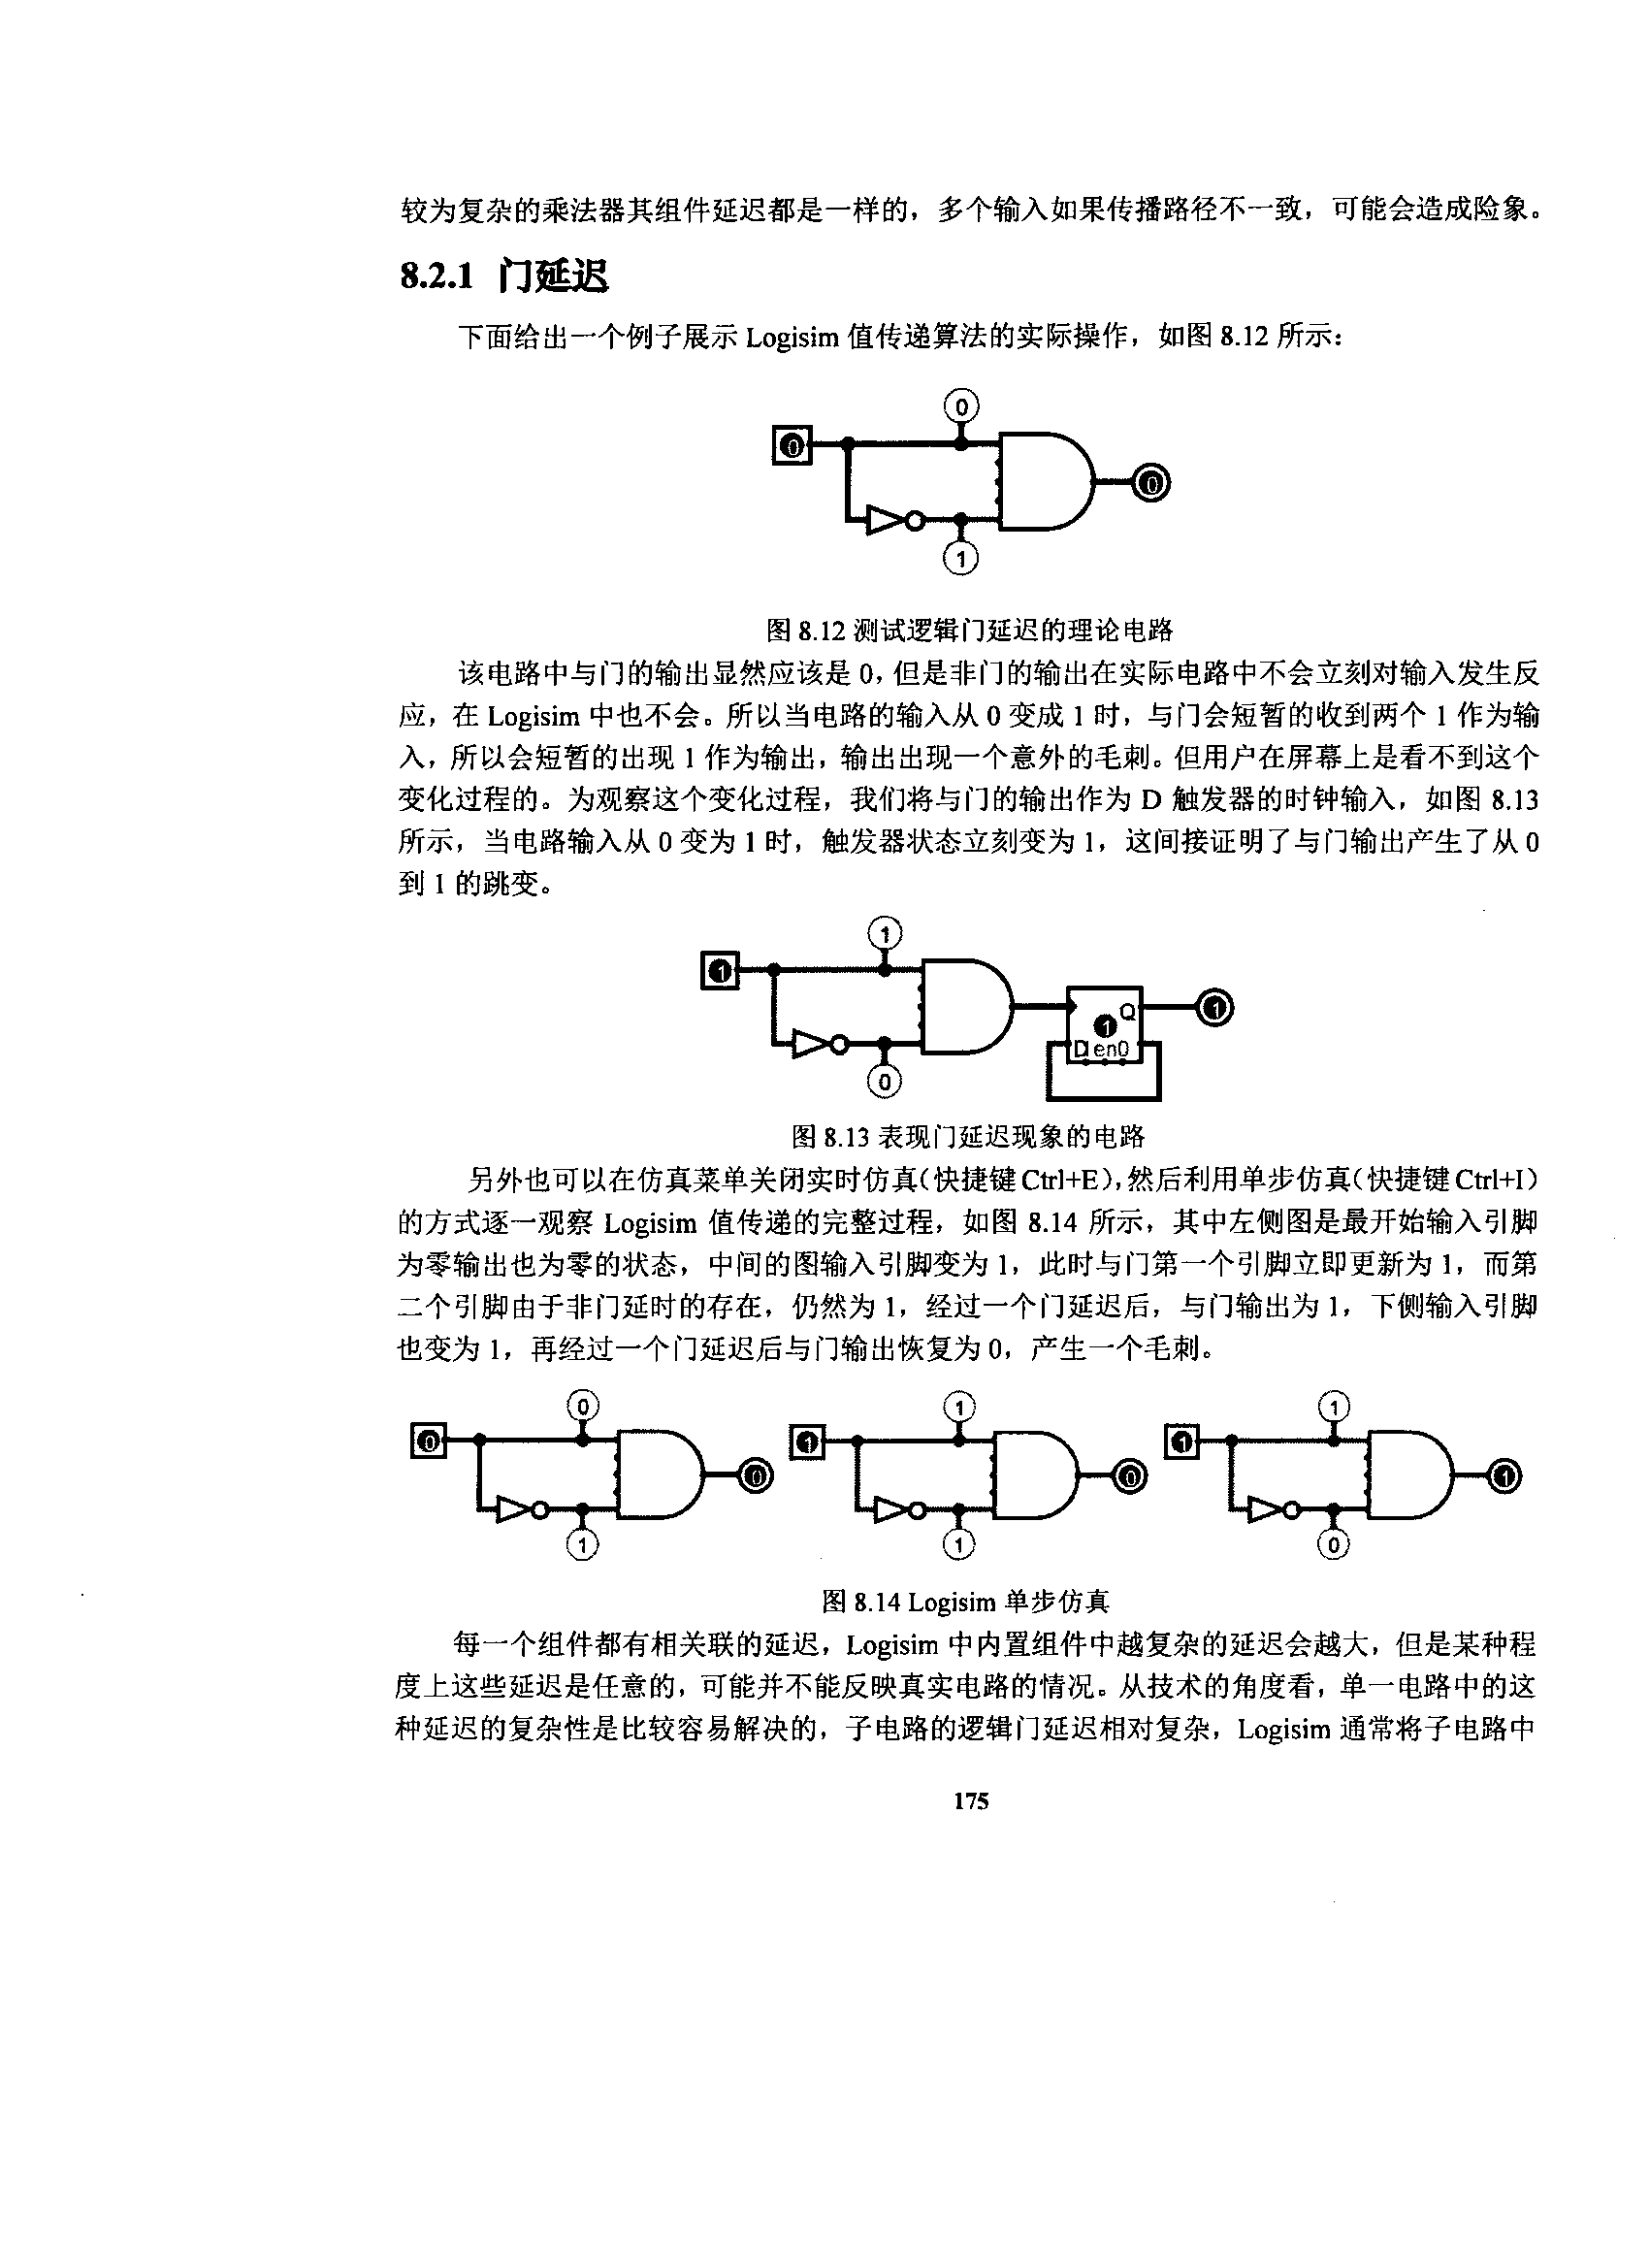 较为复杂的乘法器其组件延迟都是一样的，多个输入如果传播路径不一致，可能会造成险象。
8.2.1 门延迟
下面给出一个例子展示 Logisim 值传递算法的实际操作，如图 8.12 所示：
0
0
0
1
图 8.12 测试逻辑门延迟的理论电路
该电路中与门的输出显然应该是 0，但是非门的输出在实际电路中不会立刻对输入发生反
应，在 Logisim 中也不会。所以当电路的输入从 0 变成 1 时，与门会短暂的收到两个 1 作为输
入，所以会短暂的出现 1 作为输出，输出出现一个意外的毛刺。但用户在屏幕上是看不到这个
变化过程的。为观察这个变化过程，我们将与门的输出作为 D 触发器的时钟输入，如图 8.13
所示，当电路输入从 0 变为 1 时，触发器状态立刻变为 1，这间接证明了与门输出产生了从 0
到 1 的跳变。
1
1
Q
1
1
D en0
0
图 8.13 表现门延迟现象的电路
另外也可以在仿真菜单关闭实时仿真（快捷键 Ctrl+E），然后利用单步仿真（快捷键 Ctrl+I）
的方式逐一观察 Logisim 值传递的完整过程，如图 8.14 所示，其中左侧图是最开始输入引脚
为零输出也为零的状态，中间的图输入引脚变为 1，此时与门第一个引脚立即更新为 1，而第
二个引脚由于非门延时的存在，仍然为 1，经过一个门延迟后，与门输出为 1，下侧输入引脚
也变为 1，再经过一个门延迟后与门输出恢复为 0，产生一个毛刺。
0 1 1
0 1 1
0 0 1
1 1 0
图 8.14 Logisim 单步仿真
每一个组件都有相关联的延迟，Logisim 中内置组件中越复杂的延迟会越大，但是某种程
度上这些延迟是任意的，可能并不能反映真实电路的情况。从技术的角度看，单一电路中的这
种延迟的复杂性是比较容易解决的，子电路的逻辑门延迟相对复杂，Logisim 通常将子电路中
175